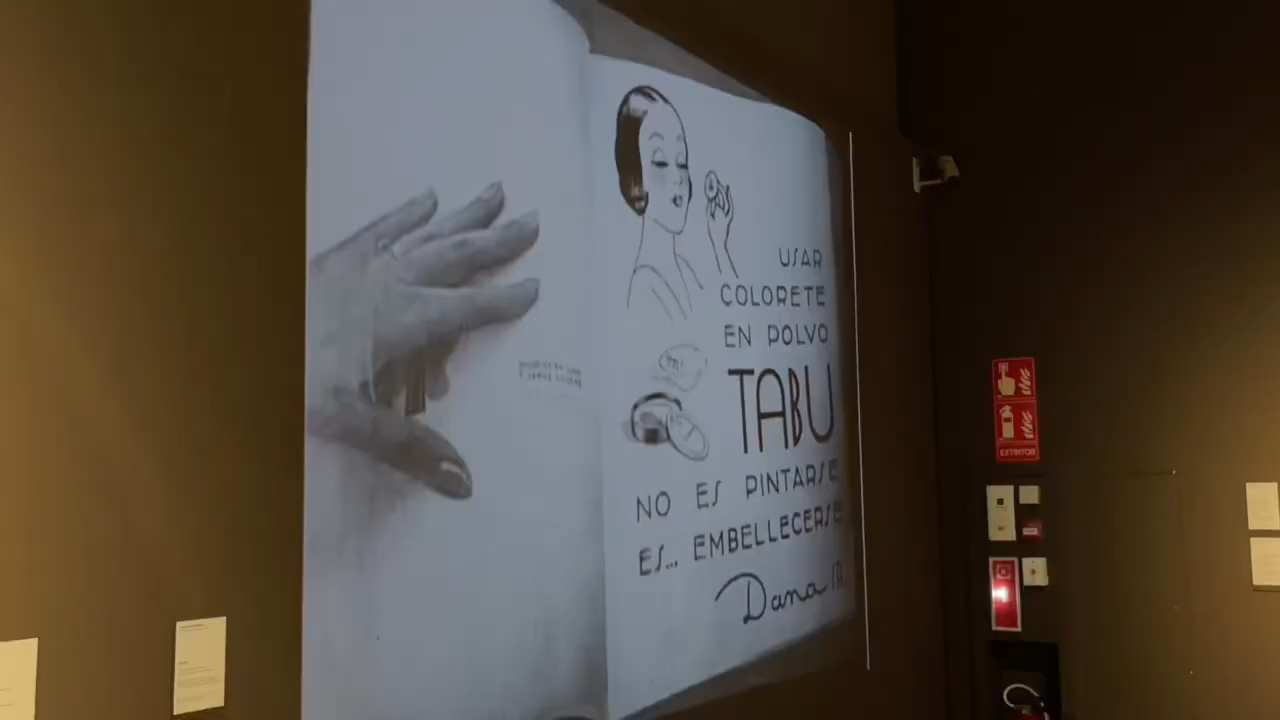 USAR
COLORETE
EN POLVO
TABU
NO ES PINTARSE
ES... EMBELLECERSE
Dana
EXTINTOR